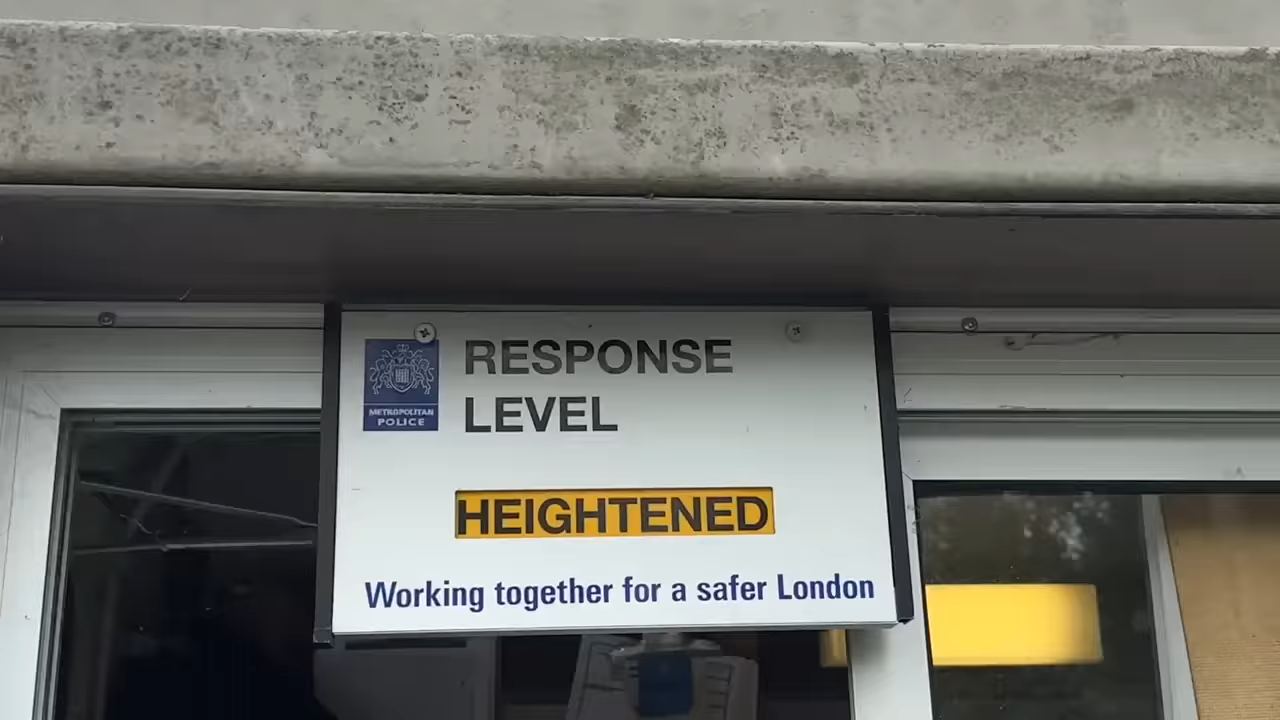 METROPOLITAN
POLICE
RESPONSE
LEVEL
HEIGHTENED
Working together for a safer London